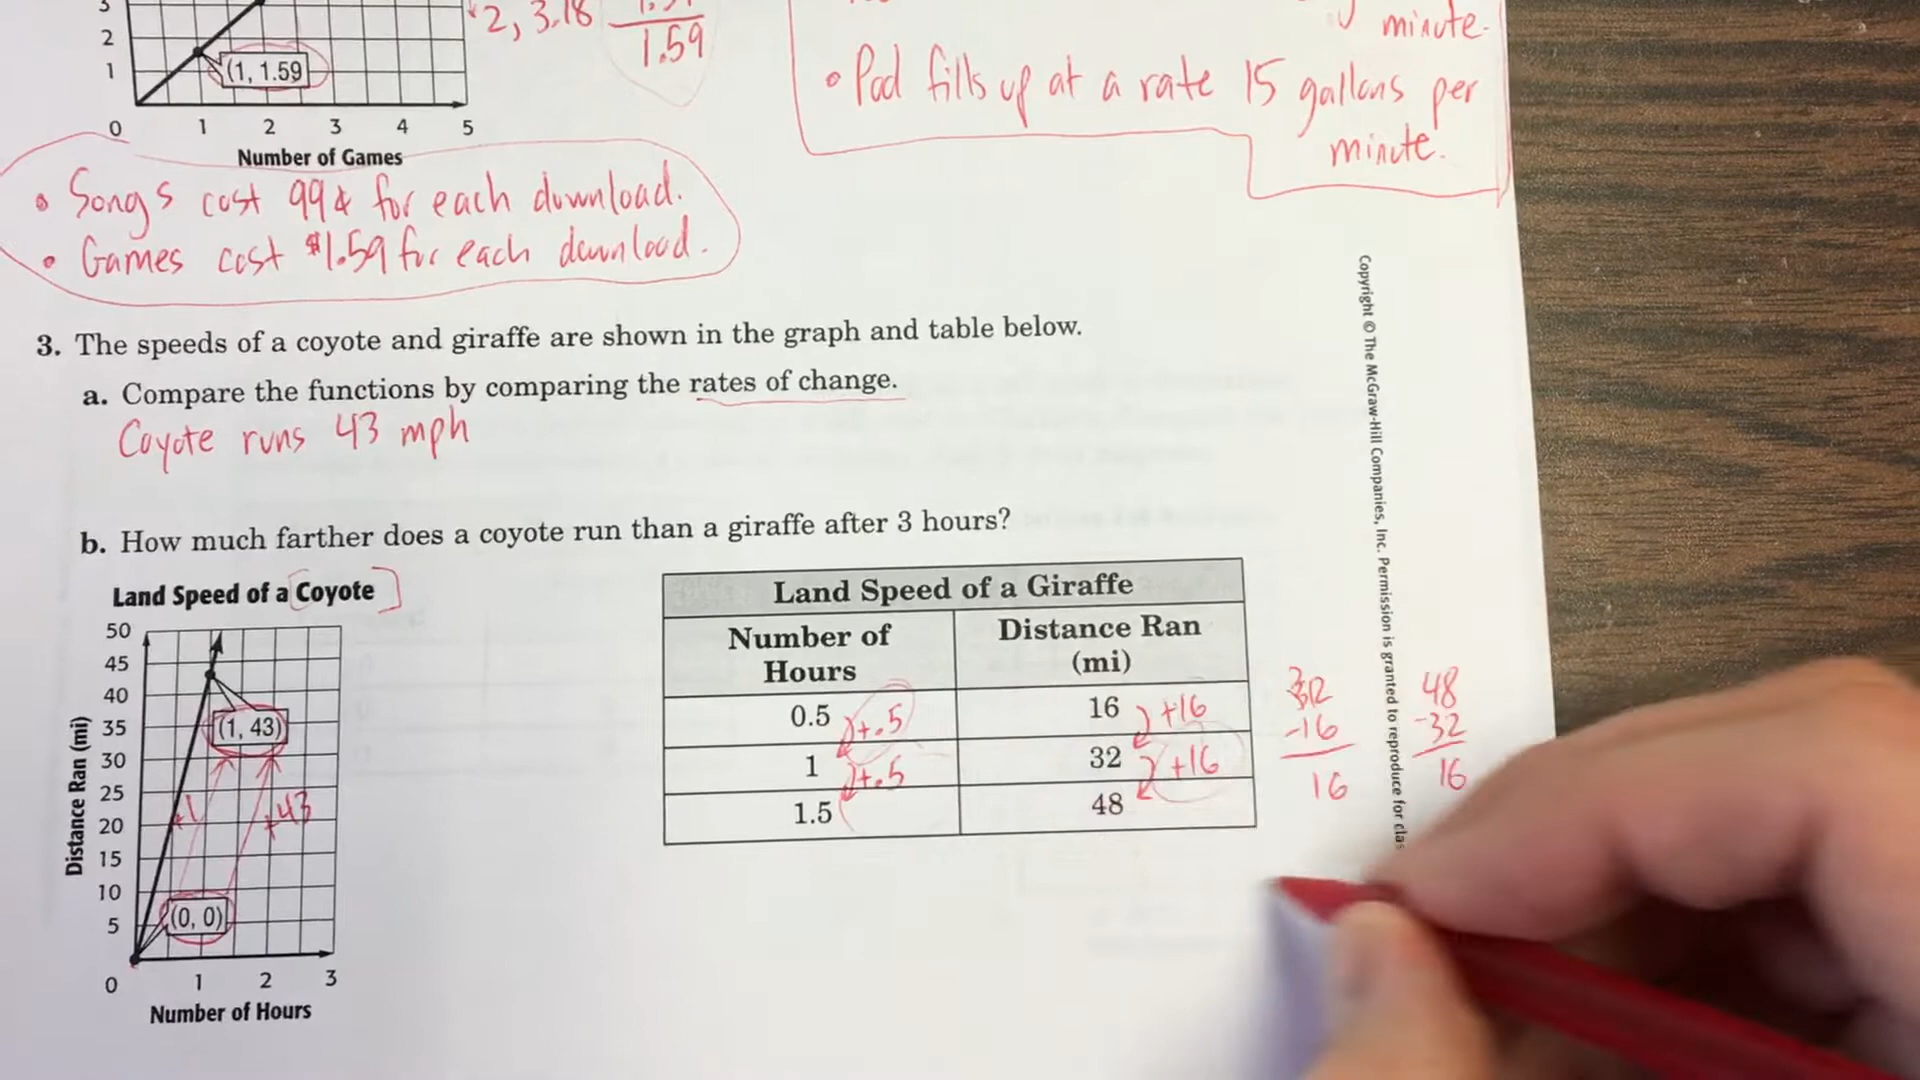 3
2
1
(1, 1.59
2, 3.18
1.59
0 1 2 3 4 5
Number of Games
minute.
• Pool fills up at a rate 15 gallons per
minute.
• Songs cost 99¢ for each download.
• Games cost $1.59 for each download.
3. The speeds of a coyote and giraffe are shown in the graph and table below.
a. Compare the functions by comparing the rates of change.
Coyote runs 43 mph
b. How much farther does a coyote run than a giraffe after 3 hours?
Land Speed of a Coyote
50
45
40
35
30
25
20
15
10
5
0 1 2 3
Distance Ran (mi)
Number of Hours
(1, 43)
+1 +43
(0, 0)
Land Speed of a Giraffe
Number of Hours Distance Ran (mi)
0.5 16
1 32
1.5 48
+.5 +16
+.5 +16
32
-16
16
48
-32
16
Copyright © The McGraw-Hill Companies, Inc. Permission is granted to reproduce for clas